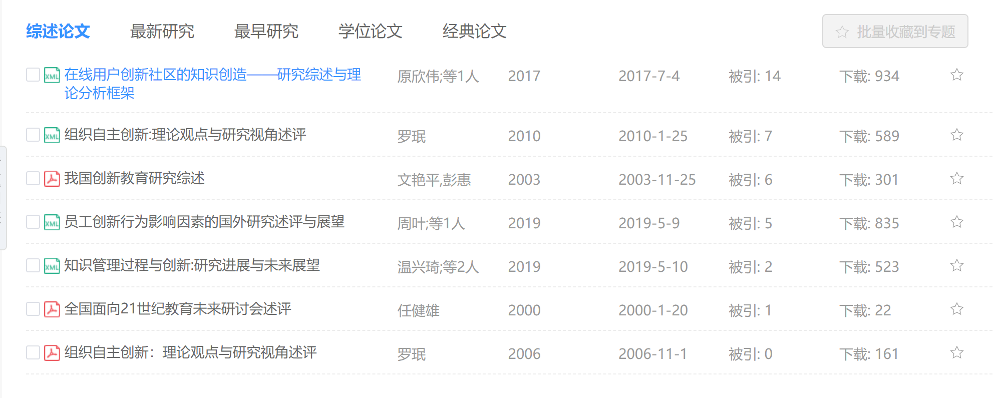 综述论文 最新研究 最早研究 学位论文 经典论文 批量收藏到专题
XML 在线用户创新社区的知识创造——研究综述与理 原欣伟;等1人 2017 2017-7-4 被引: 14 下载: 934
论分析框架
XML 组织自主创新:理论观点与研究视角述评 罗珉 2010 2010-1-25 被引: 7 下载: 589
我国创新教育研究综述 文艳平,彭惠 2003 2003-11-25 被引: 6 下载: 301
XML 员工创新行为影响因素的国外研究述评与展望 周叶;等1人 2019 2019-5-9 被引: 5 下载: 835
XML 知识管理过程与创新:研究进展与未来展望 温兴琦;等2人 2019 2019-5-10 被引: 2 下载: 523
全国面向21世纪教育未来研讨会述评 任健雄 2000 2000-1-20 被引: 1 下载: 22
组织自主创新：理论观点与研究视角述评 罗珉 2006 2006-11-1 被引: 0 下载: 161